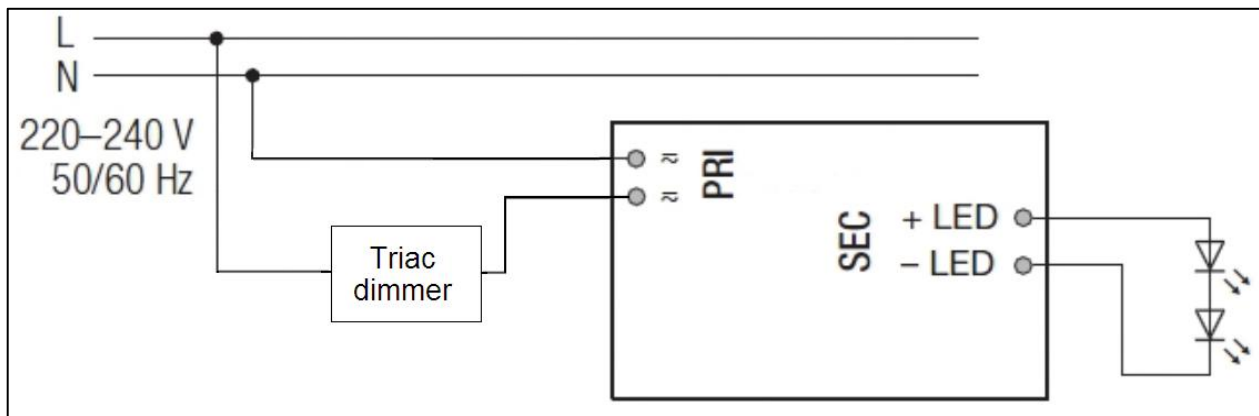 L
N
220–240 V
50/60 Hz
Triac
dimmer
≈
≈
PRI
SEC
+ LED
− LED